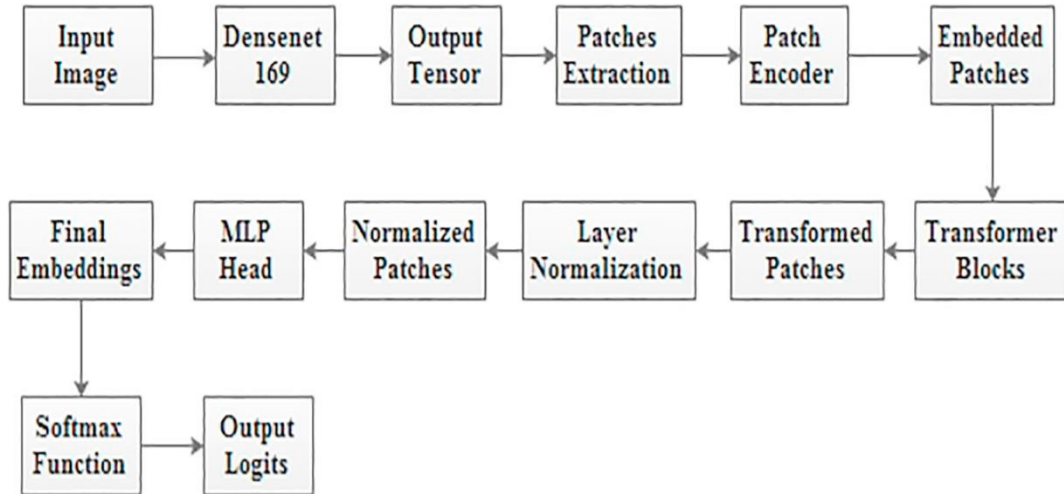 Input
Image
Densenet
169
Output
Tensor
Patches
Extraction
Patch
Encoder
Embedded
Patches
Transformer
Blocks
Transformed
Patches
Layer
Normalization
Normalized
Patches
MLP
Head
Final
Embeddings
Softmax
Function
Output
Logits